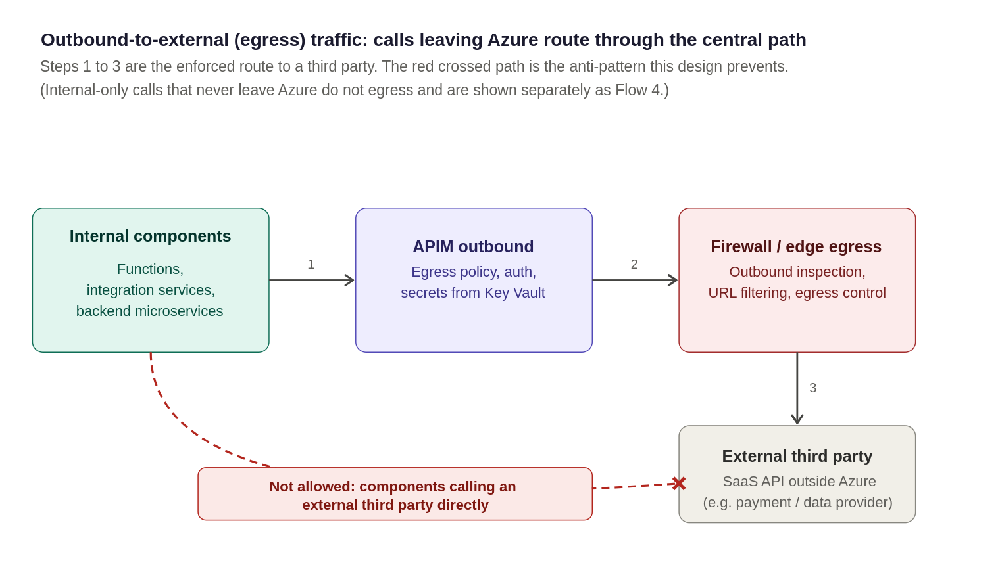 Outbound-to-external (egress) traffic: calls leaving Azure route through the central path
Steps 1 to 3 are the enforced route to a third party. The red crossed path is the anti-pattern this design prevents.
(Internal-only calls that never leave Azure do not egress and are shown separately as Flow 4.)
Internal components
Functions,
integration services,
backend microservices
1
APIM outbound
Egress policy, auth,
secrets from Key Vault
2
Firewall / edge egress
Outbound inspection,
URL filtering, egress control
3
External third party
SaaS API outside Azure
(e.g. payment / data provider)
Not allowed: components calling an
external third party directly